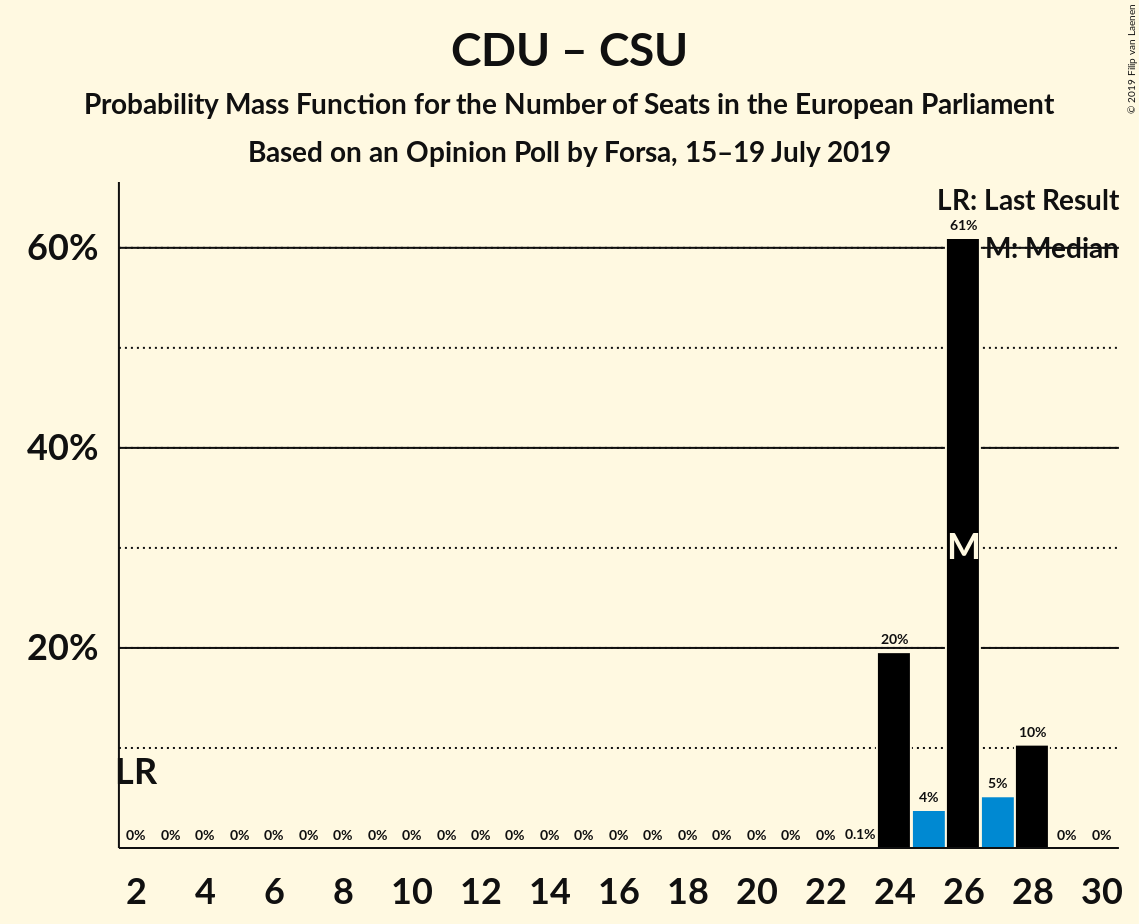 CDU – CSU
Probability Mass Function for the Number of Seats in the European Parliament
Based on an Opinion Poll by Forsa, 15–19 July 2019
© 2019 Filip van Laenen
LR: Last Result
M: Median
61%
60%
40%
M
20%
20%
10%
LR
5%
4%
0% 0% 0% 0% 0% 0% 0% 0% 0% 0% 0% 0% 0% 0% 0% 0% 0% 0% 0% 0% 0% 0.1% 0% 0%
2 4 6 8 10 12 14 16 18 20 22 24 26 28 30